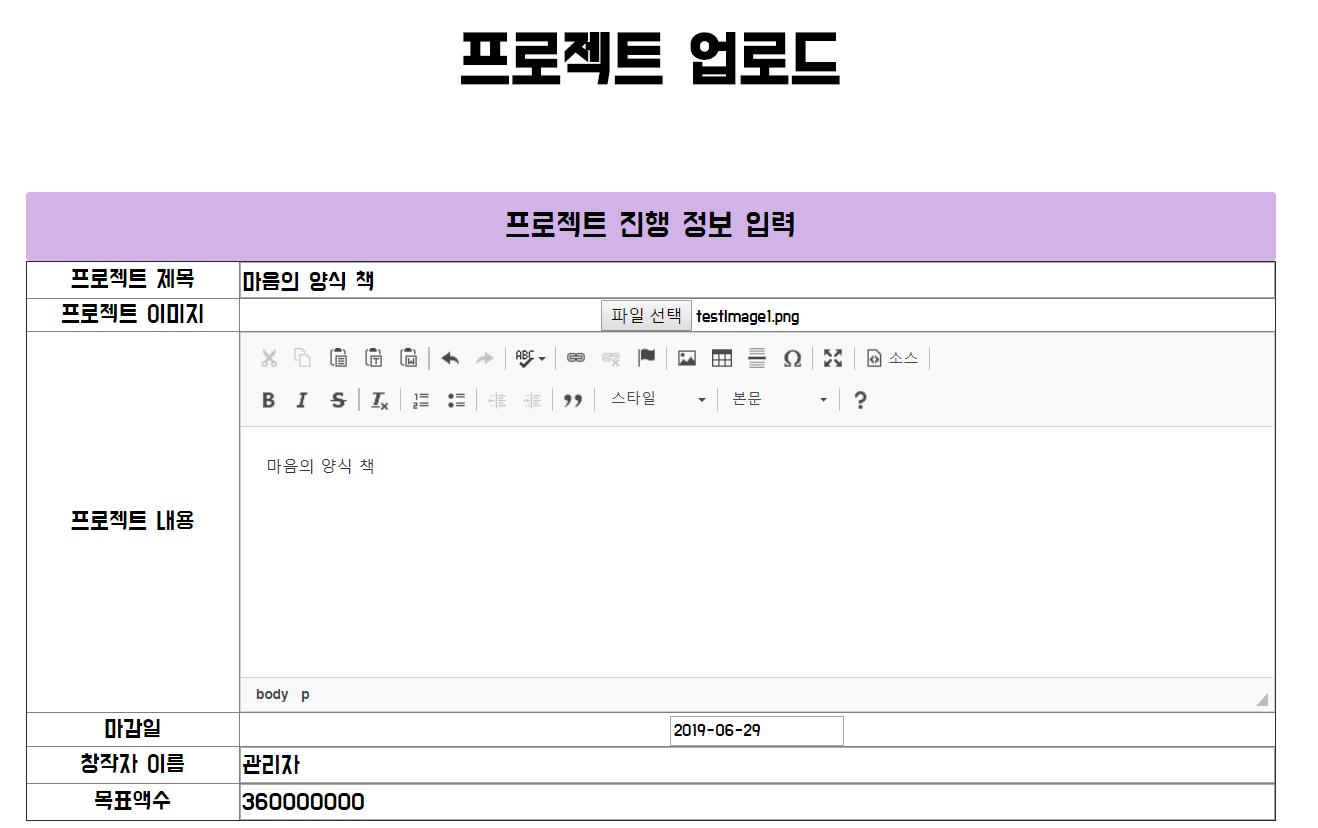 프로젝트 업로드
프로젝트 진행 정보 입력
프로젝트 제목 마음의 양식 책
프로젝트 이미지 파일 선택 testImage1.png
ABC 소스
B I S Tx 스타일 본문 ?
프로젝트 내용
마음의 양식 책
body p
마감일 2019-06-29
창작자 이름 관리자
목표액수 360000000